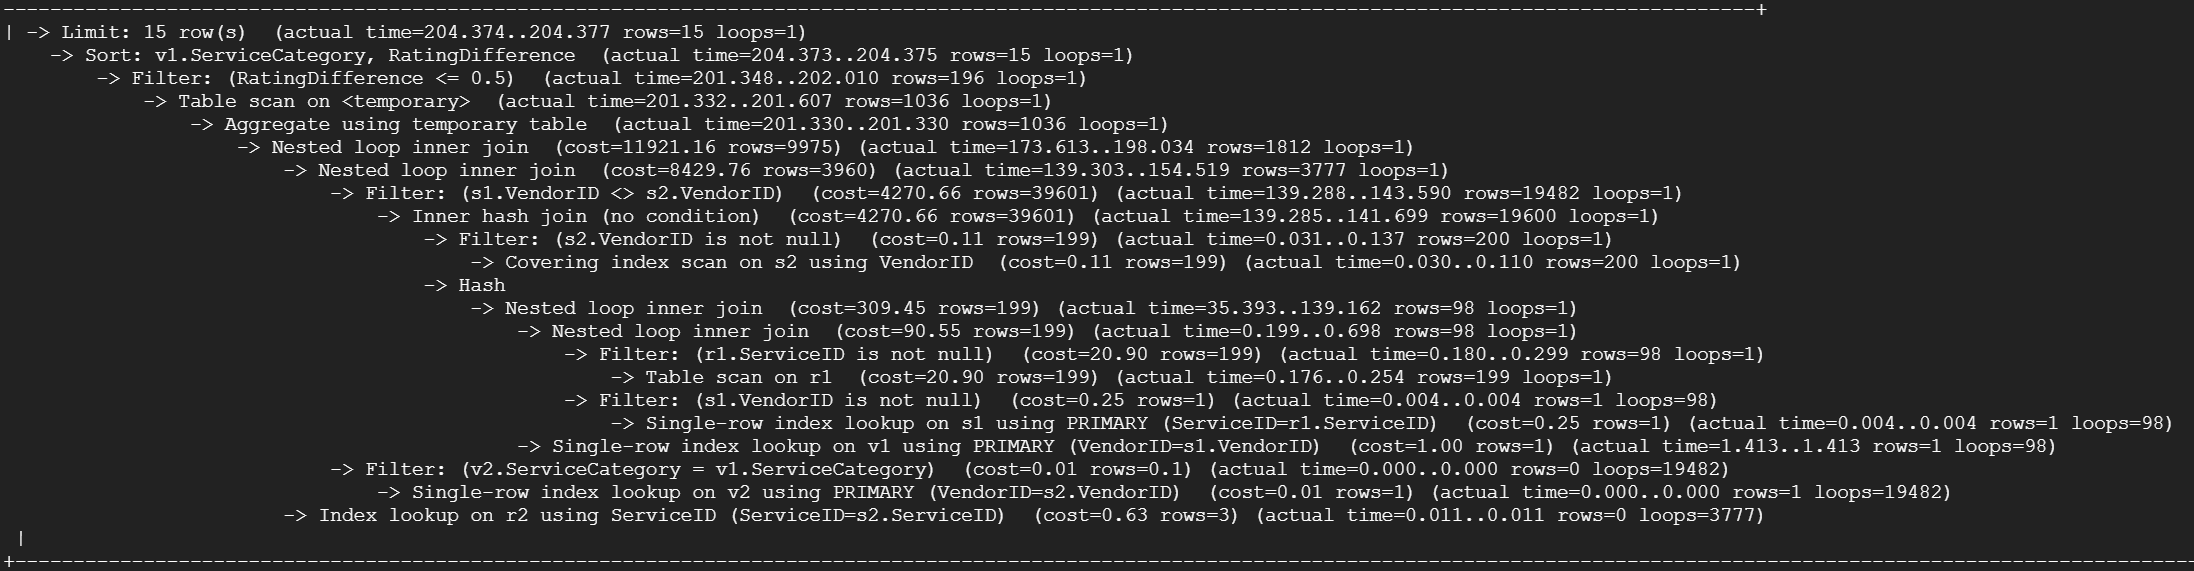 ---------------------------------------------------------------------------------------------------------------------------------------------------------+
| -> Limit: 15 row(s)  (actual time=204.374..204.377 rows=15 loops=1)
    -> Sort: v1.ServiceCategory, RatingDifference  (actual time=204.373..204.375 rows=15 loops=1)
        -> Filter: (RatingDifference <= 0.5)  (actual time=201.348..202.010 rows=196 loops=1)
            -> Table scan on <temporary>  (actual time=201.332..201.607 rows=1036 loops=1)
                -> Aggregate using temporary table  (actual time=201.330..201.330 rows=1036 loops=1)
                    -> Nested loop inner join  (cost=11921.16 rows=9975) (actual time=173.613..198.034 rows=1812 loops=1)
                        -> Nested loop inner join  (cost=8429.76 rows=3960) (actual time=139.303..154.519 rows=3777 loops=1)
                            -> Filter: (s1.VendorID <> s2.VendorID)  (cost=4270.66 rows=39601) (actual time=139.288..143.590 rows=19482 loops=1)
                                -> Inner hash join (no condition)  (cost=4270.66 rows=39601) (actual time=139.285..141.699 rows=19600 loops=1)
                                    -> Filter: (s2.VendorID is not null)  (cost=0.11 rows=199) (actual time=0.031..0.137 rows=200 loops=1)
                                        -> Covering index scan on s2 using VendorID  (cost=0.11 rows=199) (actual time=0.030..0.110 rows=200 loops=1)
                                    -> Hash
                                        -> Nested loop inner join  (cost=309.45 rows=199) (actual time=35.393..139.162 rows=98 loops=1)
                                            -> Nested loop inner join  (cost=90.55 rows=199) (actual time=0.199..0.698 rows=98 loops=1)
                                                -> Filter: (r1.ServiceID is not null)  (cost=20.90 rows=199) (actual time=0.180..0.299 rows=98 loops=1)
                                                    -> Table scan on r1  (cost=20.90 rows=199) (actual time=0.176..0.254 rows=199 loops=1)
                                                -> Filter: (s1.VendorID is not null)  (cost=0.25 rows=1) (actual time=0.004..0.004 rows=1 loops=98)
                                                    -> Single-row index lookup on s1 using PRIMARY (ServiceID=r1.ServiceID)  (cost=0.25 rows=1) (actual time=0.004..0.004 rows=1 loops=98)
                                            -> Single-row index lookup on v1 using PRIMARY (VendorID=s1.VendorID)  (cost=1.00 rows=1) (actual time=1.413..1.413 rows=1 loops=98)
                            -> Filter: (v2.ServiceCategory = v1.ServiceCategory)  (cost=0.01 rows=0.1) (actual time=0.000..0.000 rows=0 loops=19482)
                                -> Single-row index lookup on v2 using PRIMARY (VendorID=s2.VendorID)  (cost=0.01 rows=1) (actual time=0.000..0.000 rows=1 loops=19482)
                        -> Index lookup on r2 using ServiceID (ServiceID=s2.ServiceID)  (cost=0.63 rows=3) (actual time=0.011..0.011 rows=0 loops=3777)
 |
+---------------------------------------------------------------------------------------------------------------------------------------------------------------------------------------------